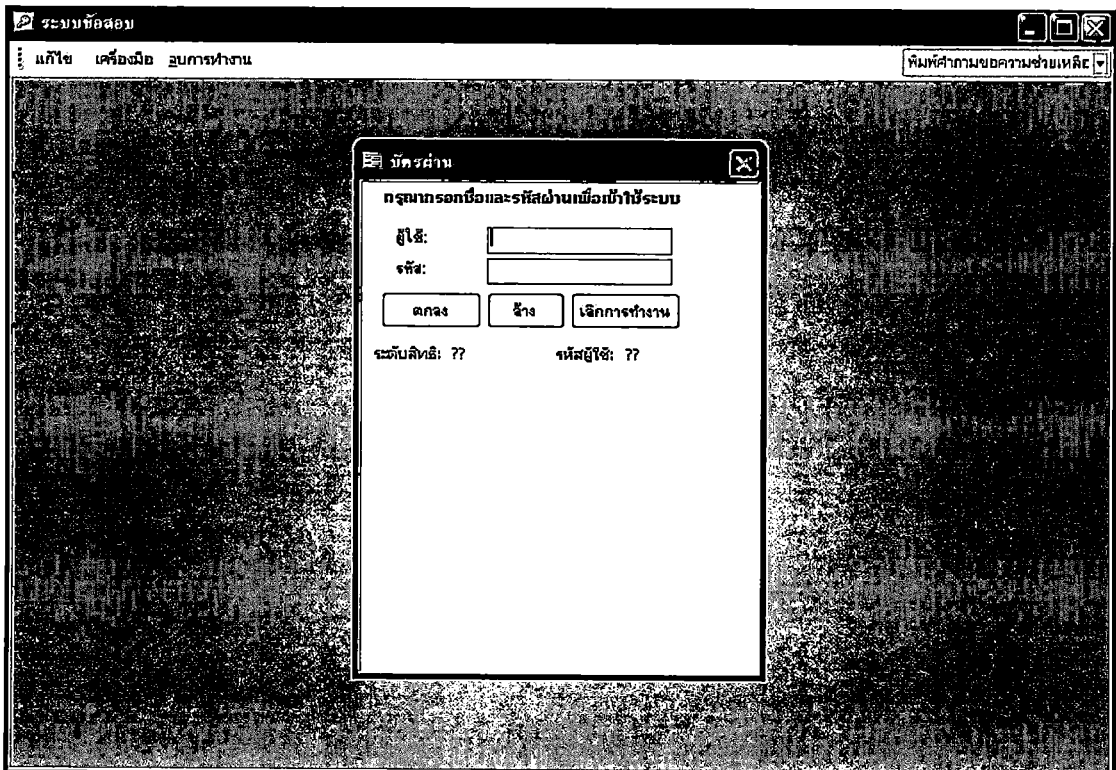 ระบบข้อสอบ
แก้ไข เครื่องมือ จบการทำงาน
พิมพ์คำถามขอความช่วยเหลือ
บัตรผ่าน
กรุณากรอกชื่อและรหัสผ่านเพื่อเข้าใช้ระบบ
ผู้ใช้:
รหัส:
ตกลง ล้าง เลิกการทำงาน
ระดับสิทธิ: ?? รหัสผู้ใช้: ??